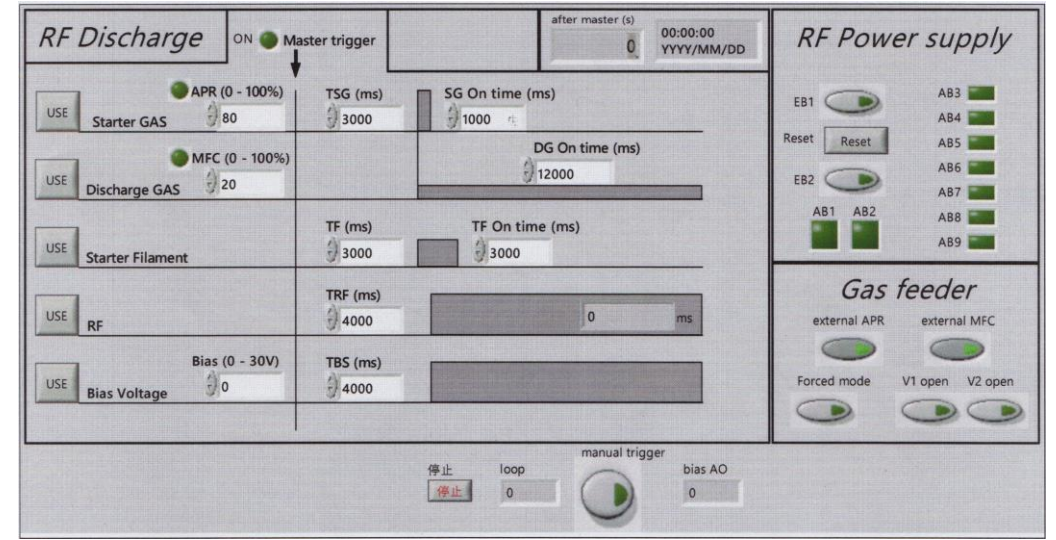 RF Discharge
ON
Master trigger
after master (s)
0
00:00:00
YYYY/MM/DD
USE
APR (0 - 100%)
Starter GAS
80
TSG (ms)
3000
SG On time (ms)
1000
USE
MFC (0 - 100%)
Discharge GAS
20
DG On time (ms)
12000
USE
Starter Filament
TF (ms)
3000
TF On time (ms)
3000
USE
RF
TRF (ms)
4000
0
ms
USE
Bias (0 - 30V)
Bias Voltage
0
TBS (ms)
4000
RF Power supply
EB1
Reset
Reset
EB2
AB1
AB2
AB3
AB4
AB5
AB6
AB7
AB8
AB9
Gas feeder
external APR
external MFC
Forced mode
V1 open
V2 open
停止
停止
loop
0
manual trigger
bias AO
0